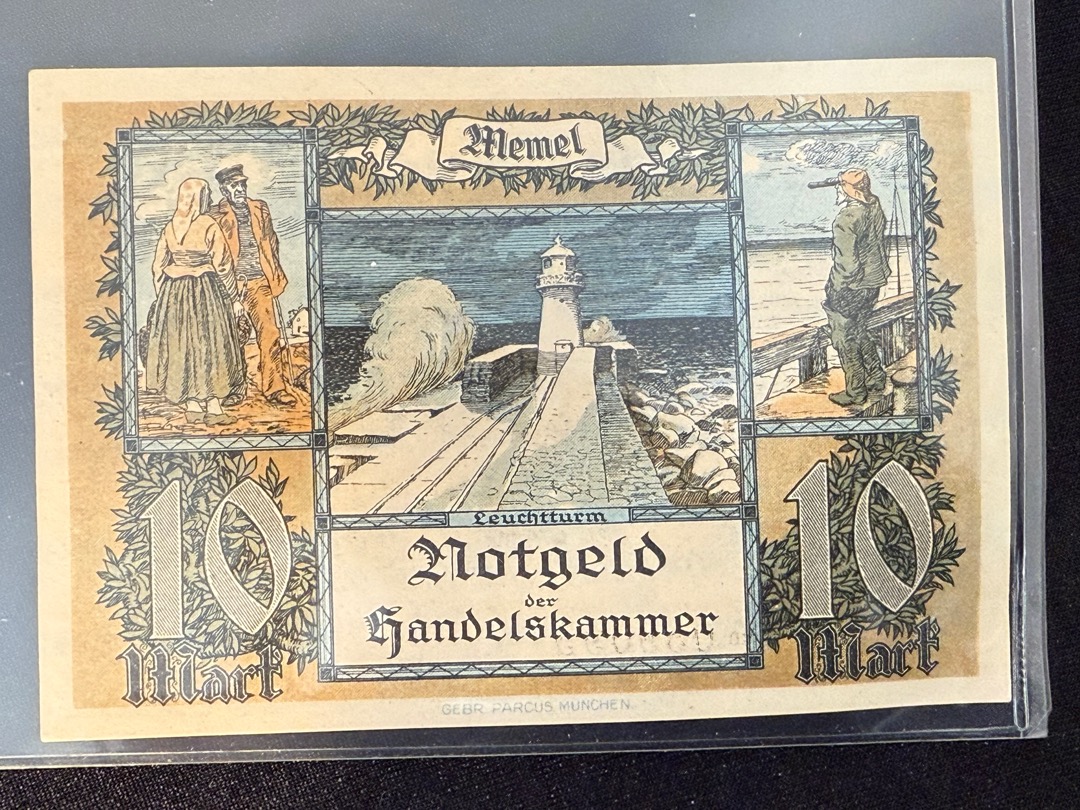 Memel
Leuchtturm
10
Mark
Notgeld
der
Handelskammer
10
Mark
GEBR. PARCUS MÜNCHEN.